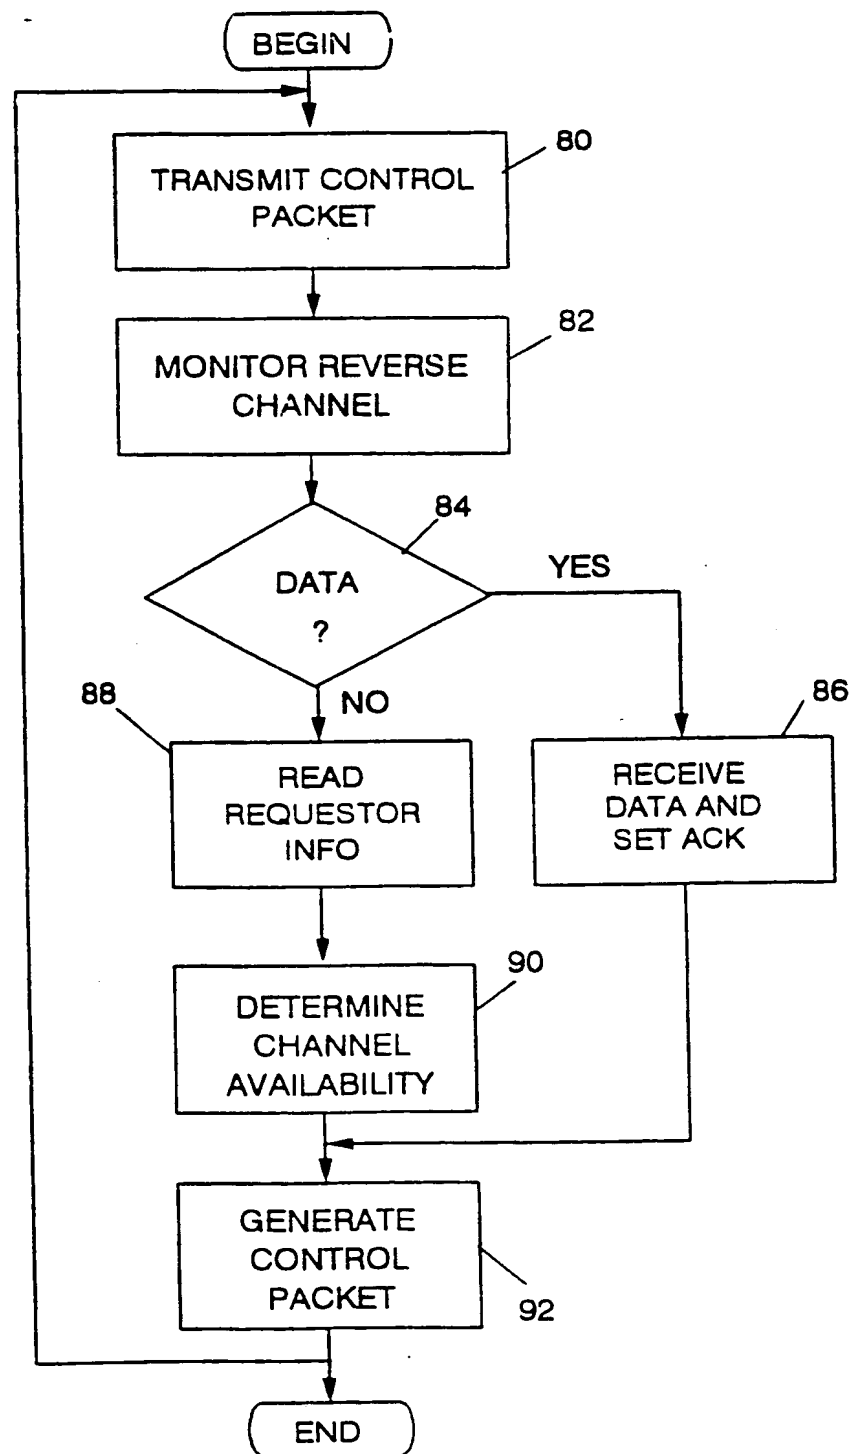 BEGIN
80
TRANSMIT CONTROL
PACKET
82
MONITOR REVERSE
CHANNEL
84
DATA
?
YES
NO
88
READ
REQUESTOR
INFO
86
RECEIVE
DATA AND
SET ACK
90
DETERMINE
CHANNEL
AVAILABILITY
GENERATE
CONTROL
PACKET
92
END